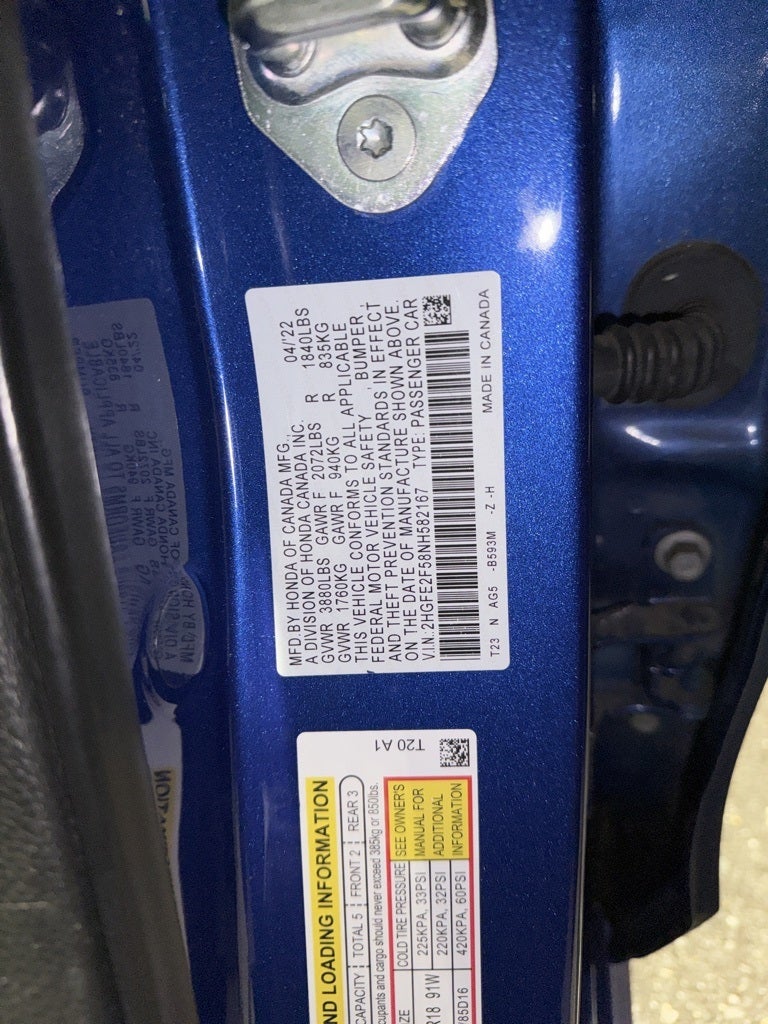 MFD.BY HONDA OF CANADA MFG., 04/'22
A DIVISION OF HONDA CANADA INC.
GVWR 3880LBS GAWR F 2072LBS R 1840LBS
GVWR 1760KG GAWR F 940KG R 835KG
THIS VEHICLE CONFORMS TO ALL APPLICABLE
FEDERAL MOTOR VEHICLE SAFETY , BUMPER ,
AND THEFT PREVENTION STANDARDS IN EFFECT
ON THE DATE OF MANUFACTURE SHOWN ABOVE.
V.I.N.:2HGFE2F58NH582167 TYPE: PASSENGER CAR
T23 N AG5 -B593M -Z -H MADE IN CANADA
T20 A1
ND LOADING INFORMATION
CAPACITY TOTAL 5 FRONT 2 REAR 3
cupants and cargo should never exceed 385kg or 850lbs.
ZE COLD TIRE PRESSURE SEE OWNER'S
R18 91W 225KPA, 33PSI MANUAL FOR
220KPA, 32PSI ADDITIONAL
85D16 420KPA, 60PSI INFORMATION